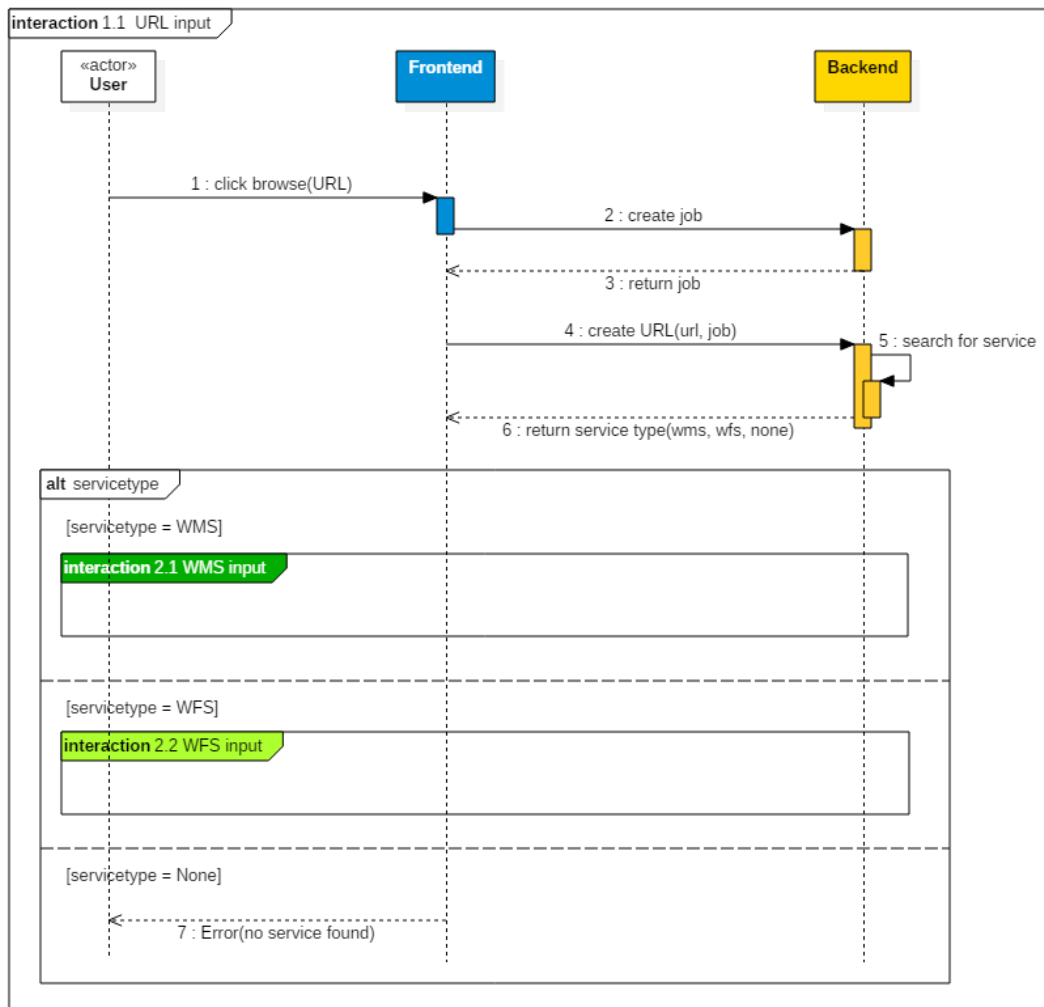 interaction 1.1 URL input
«actor»
User
Frontend
Backend
1 : click browse(URL)
2 : create job
3 : return job
4 : create URL(url, job)
5 : search for service
6 : return service type(wms, wfs, none)
alt servicetype
[servicetype = WMS]
interaction 2.1 WMS input
[servicetype = WFS]
interaction 2.2 WFS input
[servicetype = None]
7 : Error(no service found)